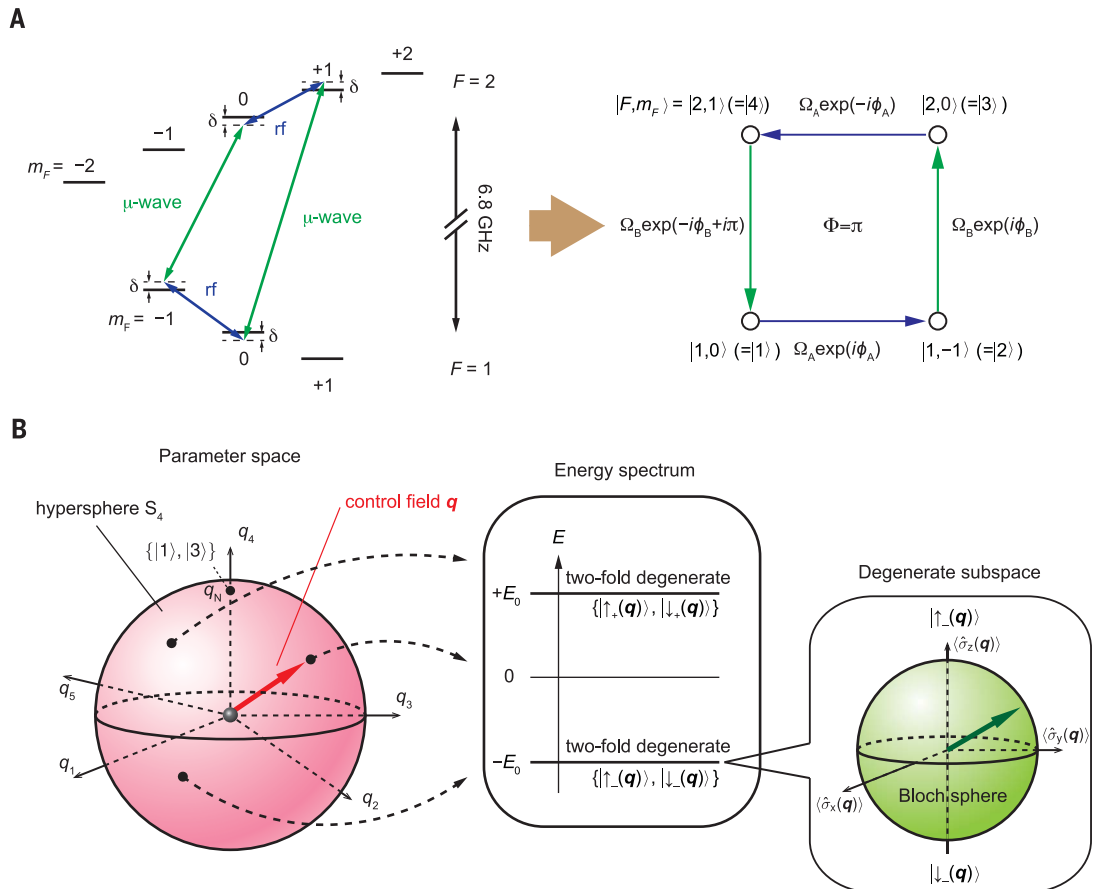 A
+2
+1
δ
F = 2
0
δ
rf
−1
m_F = −2
μ-wave
μ-wave
6.8 GHz
δ
rf
m_F = −1
δ
0
+1
F = 1
|F,m_F⟩ = |2,1⟩(=|4⟩)
Ω_A exp(-iϕ_A)
|2,0⟩(=|3⟩)
Ω_B exp(-iϕ_B+iπ)
Φ=π
Ω_B exp(iϕ_B)
|1,0⟩(=|1⟩)
Ω_A exp(iϕ_A)
|1,-1⟩(=|2⟩)
B
Parameter space
hypersphere S_4
control field q
{|1⟩,|3⟩}
q_4
q_N
q_5
q_3
q_1
q_2
Energy spectrum
E
+E_0
two-fold degenerate
{|↑_+(q)⟩, |↓_+(q)⟩}
0
two-fold degenerate
−E_0
{|↑_−(q)⟩, |↓_−(q)⟩}
Degenerate subspace
|↑_−(q)⟩
⟨σ̂_z(q)⟩
⟨σ̂_y(q)⟩
⟨σ̂_x(q)⟩
Bloch sphere
|↓_−(q)⟩